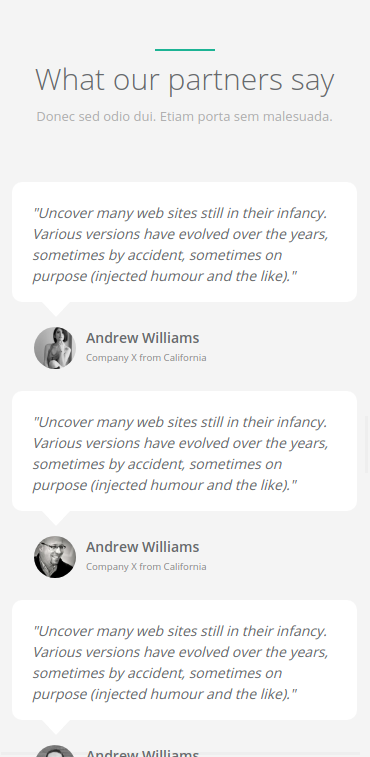 What our partners say
Donec sed odio dui. Etiam porta sem malesuada.
"Uncover many web sites still in their infancy.
Various versions have evolved over the years,
sometimes by accident, sometimes on
purpose (injected humour and the like)."
Andrew Williams
Company X from California
"Uncover many web sites still in their infancy.
Various versions have evolved over the years,
sometimes by accident, sometimes on
purpose (injected humour and the like)."
Andrew Williams
Company X from California
"Uncover many web sites still in their infancy.
Various versions have evolved over the years,
sometimes by accident, sometimes on
purpose (injected humour and the like)."
Andrew Williams